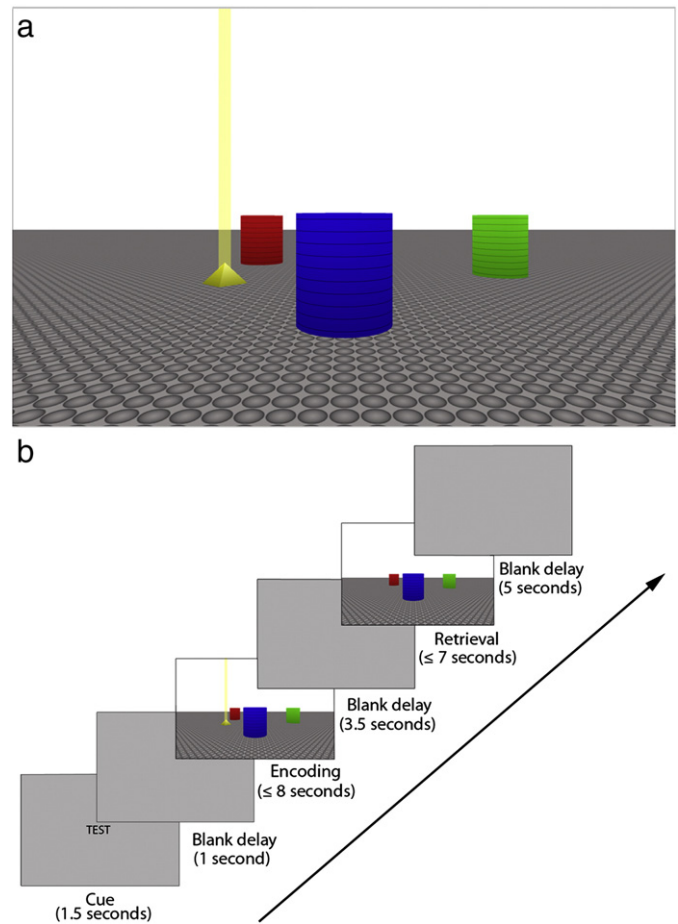 a
b
Blank delay
(5 seconds)
Retrieval
(≤ 7 seconds)
Blank delay
(3.5 seconds)
Encoding
(≤ 8 seconds)
TEST
Blank delay
(1 second)
Cue
(1.5 seconds)